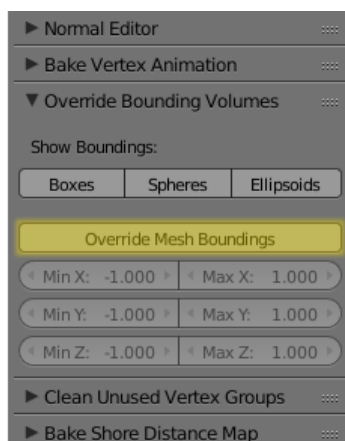 Normal Editor
Bake Vertex Animation
Override Bounding Volumes
Show Boundings:
Boxes Spheres Ellipsoids
Override Mesh Boundings
Min X: -1.000 Max X: 1.000
Min Y: -1.000 Max Y: 1.000
Min Z: -1.000 Max Z: 1.000
Clean Unused Vertex Groups
Bake Shore Distance Map